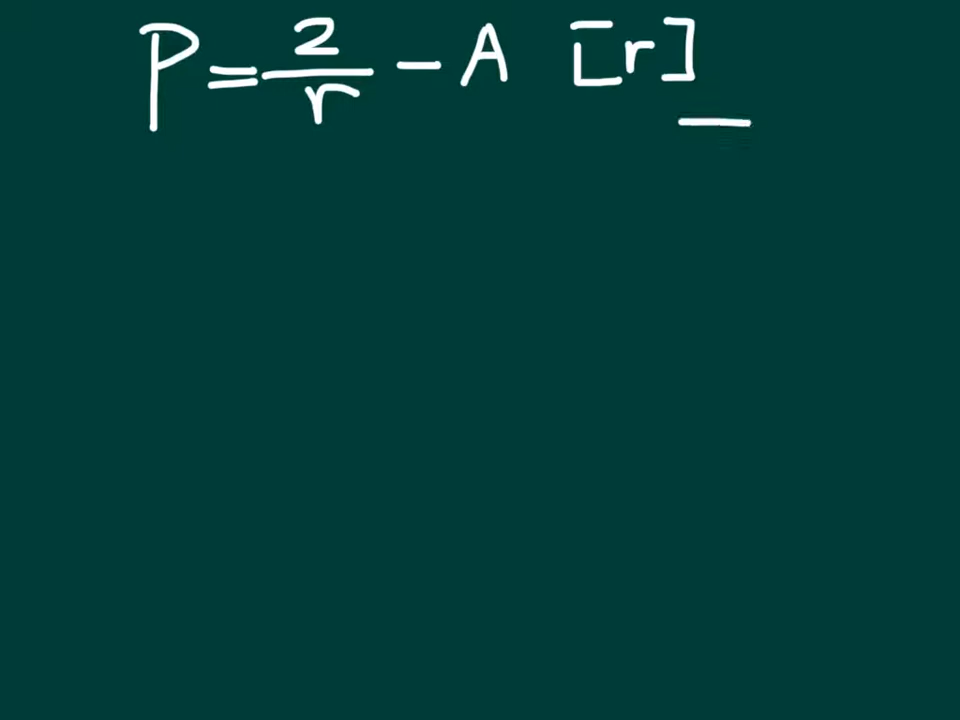 P = 2/r - A [r]